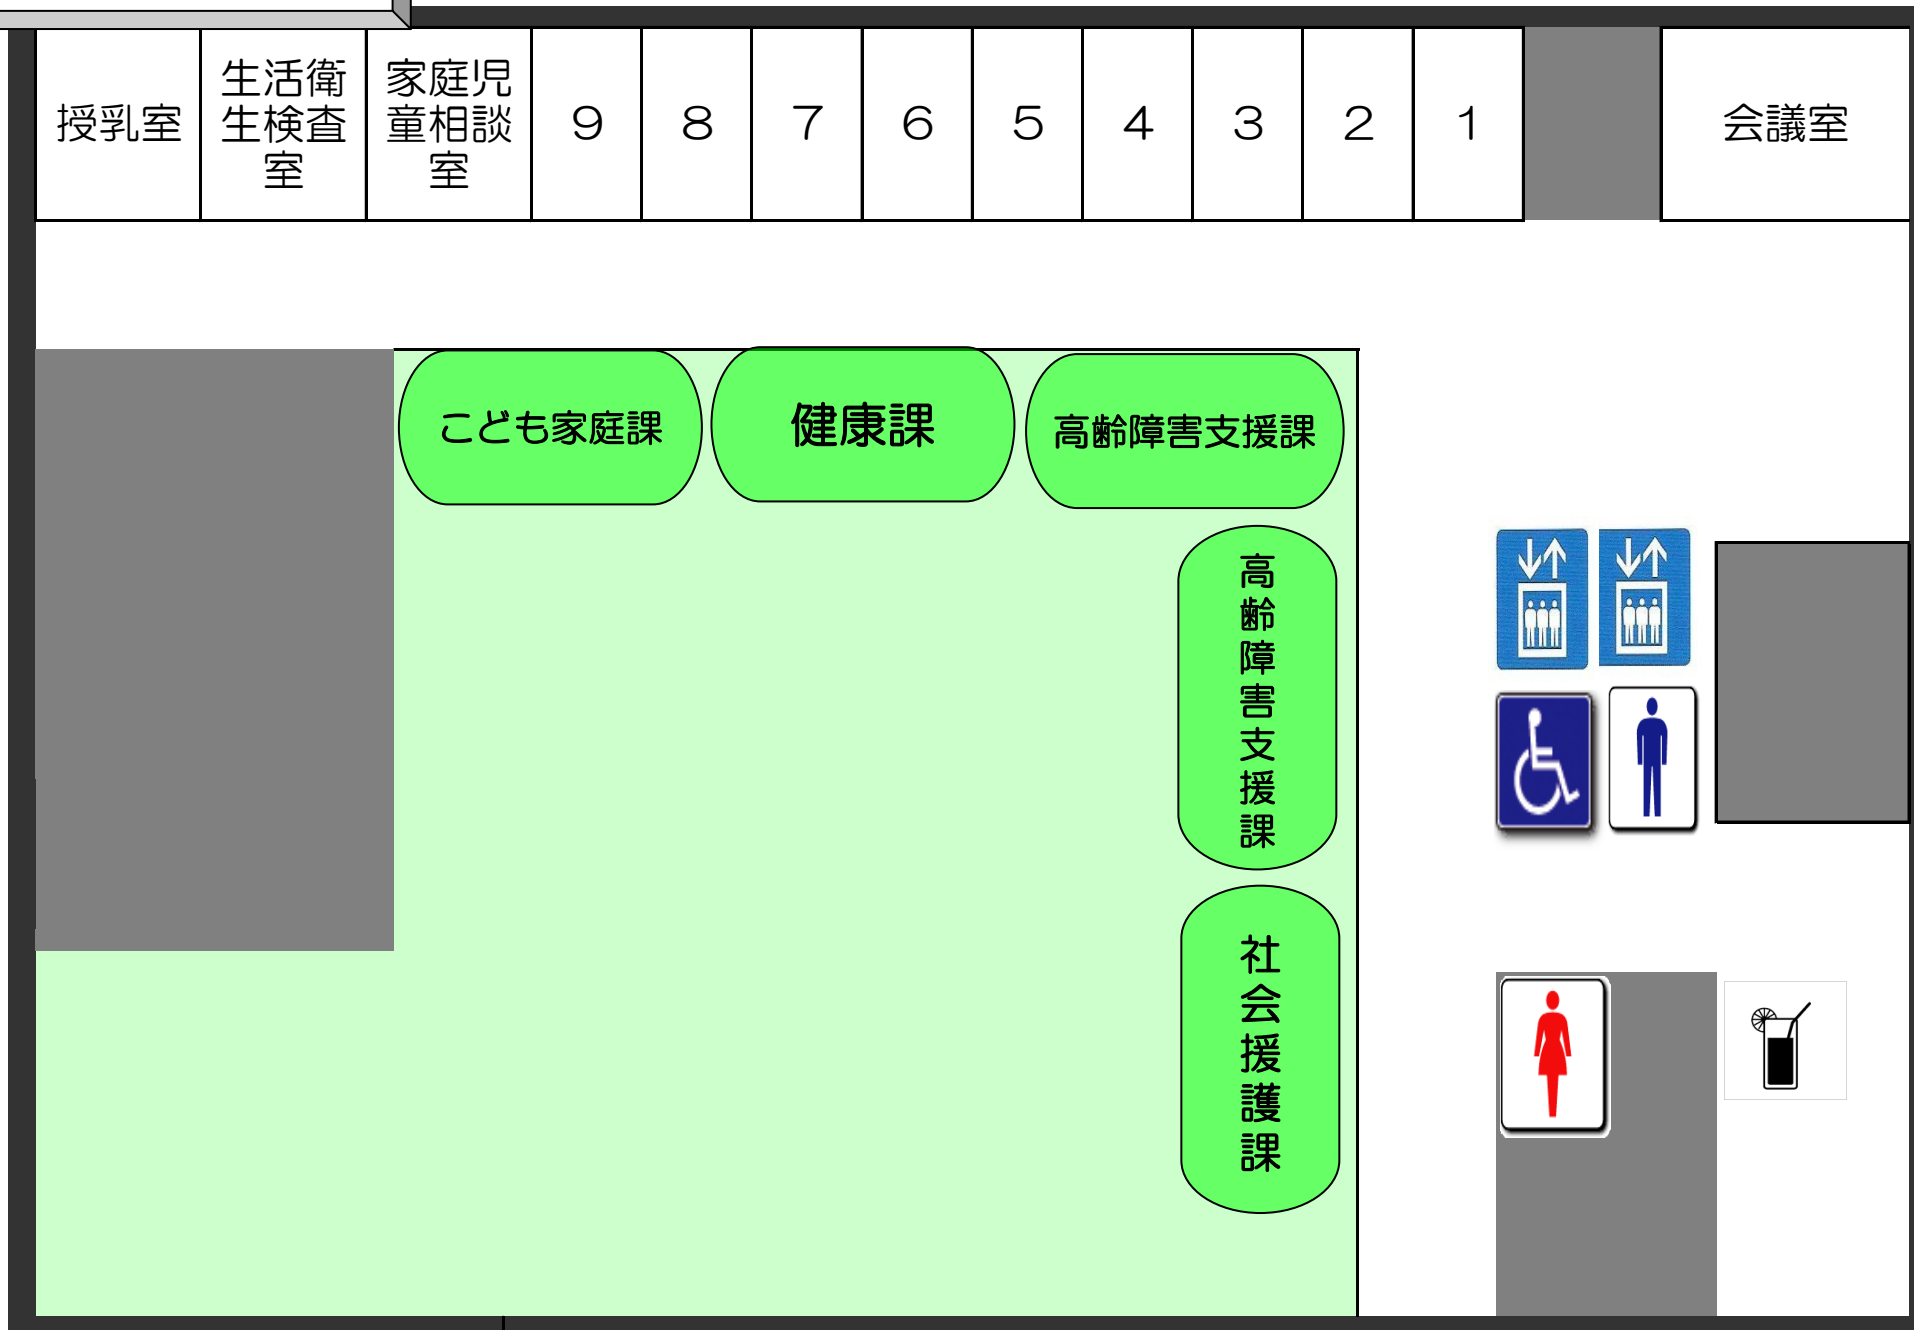 授乳室
生活衛
生検査
室
家庭児
童相談
室
9
8
7
6
5
4
3
2
1
会議室
こども家庭課
健康課
高齢障害支援課
高齢障害支援課
社会援護課